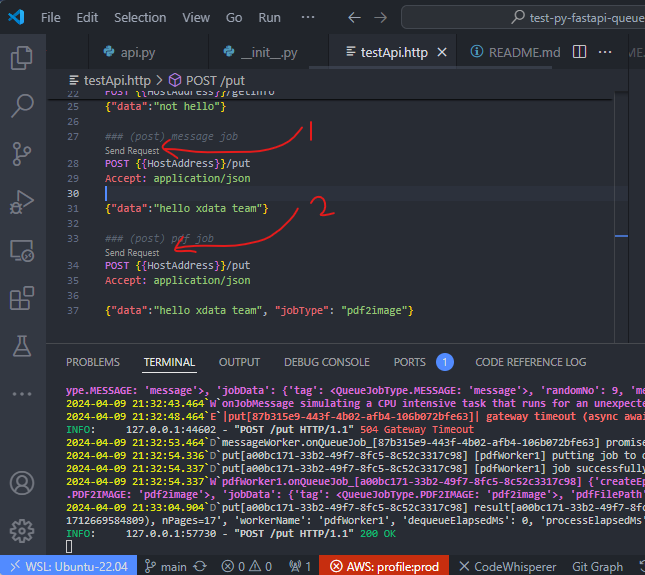 File Edit Selection View Go Run ··· test-py-fastapi-queue
api.py __init__.py testApi.http README.md ···
testApi.http > POST /put
22 POST {{HostAddress}}/getinfo
25 {"data":"not hello"}
26
27 ### (post) message job
Send Request
1
28 POST {{HostAddress}}/put
29 Accept: application/json
30
31 {"data":"hello xdata team"}
2
32
33 ### (post) pdf job
Send Request
34 POST {{HostAddress}}/put
35 Accept: application/json
36
37 {"data":"hello xdata team", "jobType": "pdf2image"}
PROBLEMS TERMINAL OUTPUT DEBUG CONSOLE PORTS 1 CODE REFERENCE LOG
ype.MESSAGE: 'message'>, 'jobData': {'tag': <QueueJobType.MESSAGE: 'message'>, 'randomNo': 9, 'me
2024-04-09 21:32:43.464`W`onJobMessage simulating a CPU intensive task that runs for an unexpecte
2024-04-09 21:32:48.464`E`|put[87b315e9-443f-4b02-afb4-106b072bfe63]| gateway timeout (async awai
INFO: 127.0.0.1:44602 - "POST /put HTTP/1.1" 504 Gateway Timeout
2024-04-09 21:32:53.464`D`messageWorker.onQueueJob_[87b315e9-443f-4b02-afb4-106b072bfe63] promise
2024-04-09 21:32:54.336`D`put[a00bc171-33b2-49f7-8fc5-8c52c3317c98] [pdfWorker1] putting job to q
2024-04-09 21:32:54.337`D`put[a00bc171-33b2-49f7-8fc5-8c52c3317c98] [pdfWorker1] job successfully
2024-04-09 21:32:54.338`W`pdfWorker1.onQueueJob_[a00bc171-33b2-49f7-8fc5-8c52c3317c98] {'createEp
.PDF2IMAGE: 'pdf2image'>, 'jobData': {'tag': <QueueJobType.PDF2IMAGE: 'pdf2image'>, 'pdfFilePath'
2024-04-09 21:33:04.904`D`put[a00bc171-33b2-49f7-8fc5-8c52c3317c98] result[a00bc171-33b2-49f7-8fc
1712669584809), nPages=17', 'workerName': 'pdfWorker1', 'dequeueElapsedMs': 0, 'processElapsedMs'
INFO: 127.0.0.1:57730 - "POST /put HTTP/1.1" 200 OK
WSL: Ubuntu-22.04 main 0 0 1 AWS: profile:prod CodeWhisperer Git Graph